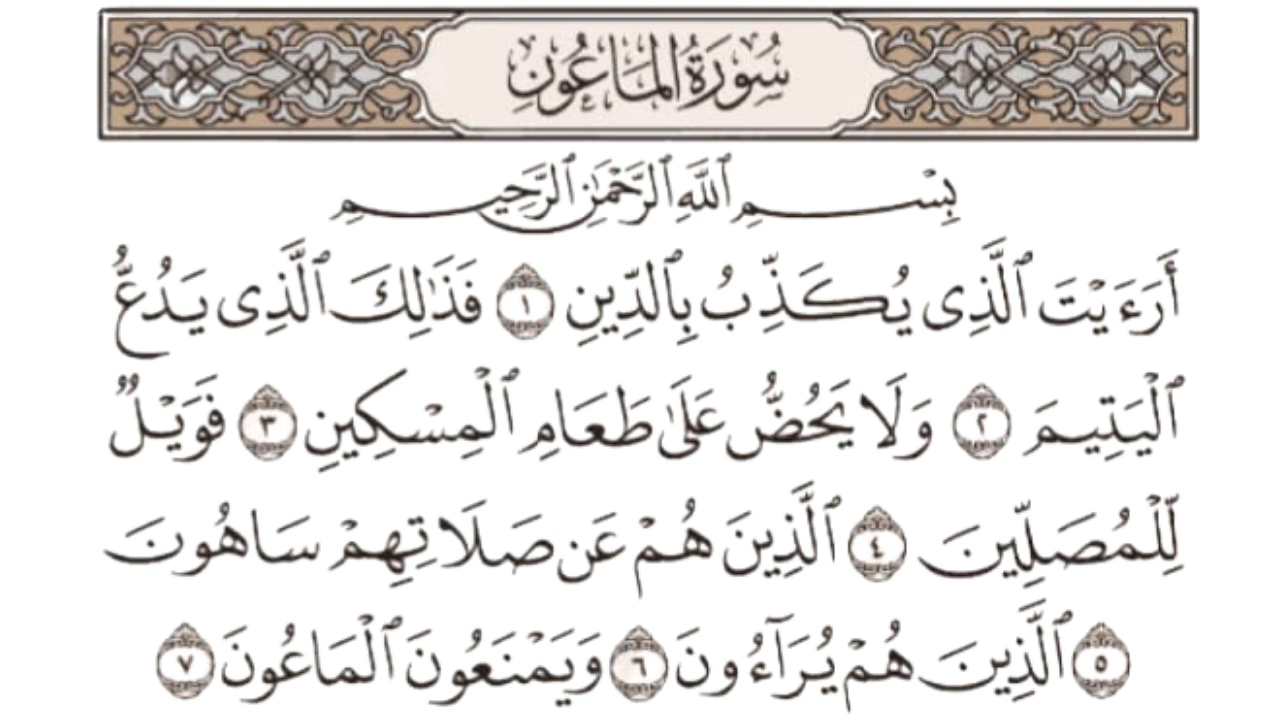 سُورَةُ المَاعُونِ
بِسْمِ ٱللَّهِ ٱلرَّحْمَٰنِ ٱلرَّحِيمِ
أَرَءَيْتَ ٱلَّذِى يُكَذِّبُ بِٱلدِّينِ ١ فَذَٰلِكَ ٱلَّذِى يَدُعُّ
ٱلْيَتِيمَ ٢ وَلَا يَحُضُّ عَلَىٰ طَعَامِ ٱلْمِسْكِينِ ٣ فَوَيْلٌ
لِّلْمُصَلِّينَ ٤ ٱلَّذِينَ هُمْ عَن صَلَاتِهِمْ سَاهُونَ
٥ ٱلَّذِينَ هُمْ يُرَآءُونَ ٦ وَيَمْنَعُونَ ٱلْمَاعُونَ ٧